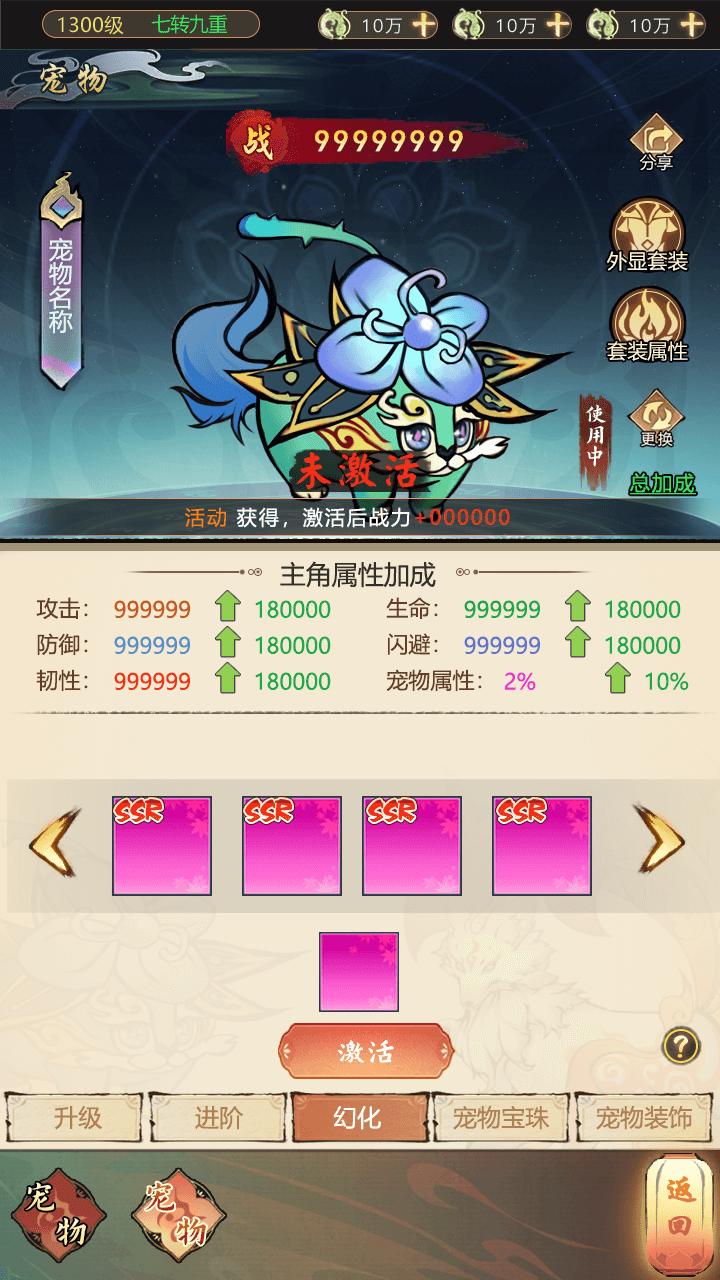 1300级 七转九重 10万 10万 10万
宠物
战 99999999
分享
宠物名称
外显套装
套装属性
使用中
更换
未激活
总加成
活动 获得，激活后战力+000000
主角属性加成
攻击： 999999 180000 生命： 999999 180000
防御： 999999 180000 闪避： 999999 180000
韧性： 999999 180000 宠物属性： 2% 10%
SSR SSR SSR SSR
激活 ?
升级 进阶 幻化 宠物宝珠 宠物装饰
宠物 宠物 返回